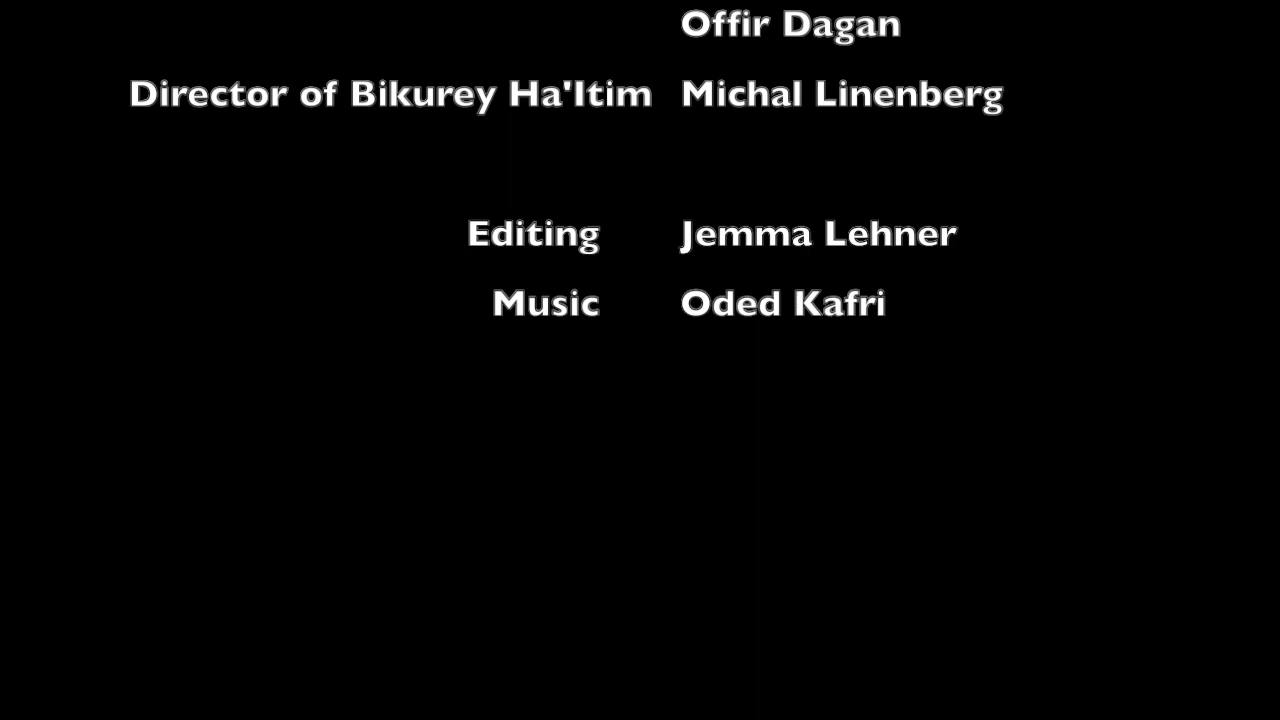 Offir Dagan
Director of Bikurey Ha'Itim Michal Linenberg
Editing Jemma Lehner
Music Oded Kafri